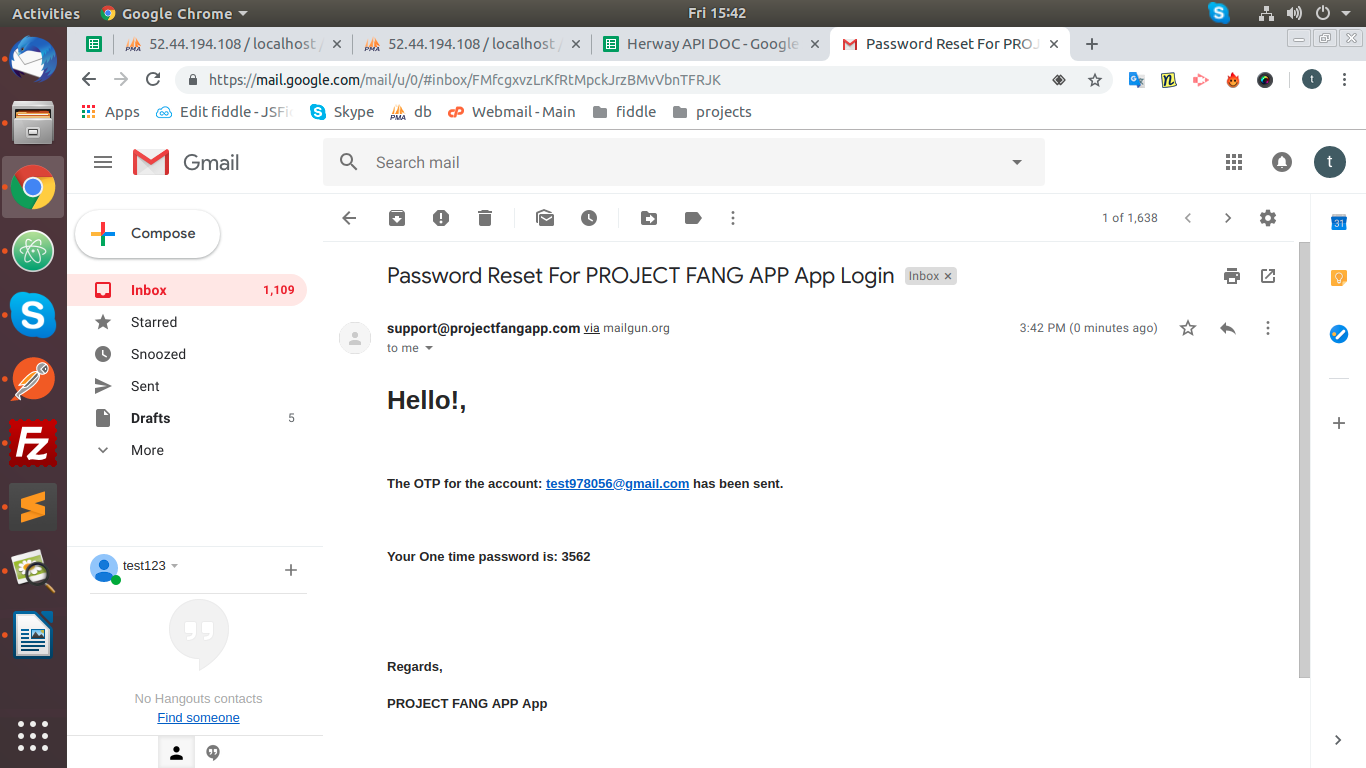 Activities
Google Chrome
Fri 15:42
52.44.194.108 / localhost /
52.44.194.108 / localhost /
Herway API DOC - Google
Password Reset For PROJ
https://mail.google.com/mail/u/0/#inbox/FMfcgxvzLrKfRtMpckJrzBMvVbnTFRJK
t
Apps
Edit fiddle - JSFi
Skype
PMA
db
Webmail - Main
fiddle
projects
Gmail
Search mail
t
Compose
1 of 1,638
31
Inbox 1,109
Starred
Snoozed
Sent
Drafts 5
More
Password Reset For PROJECT FANG APP App Login
Inbox ×
support@projectfangapp.com via mailgun.org
3:42 PM (0 minutes ago)
to me
Hello!,
The OTP for the account: test978056@gmail.com has been sent.
Your One time password is: 3562
Regards,
PROJECT FANG APP App
test123
No Hangouts contacts
Find someone